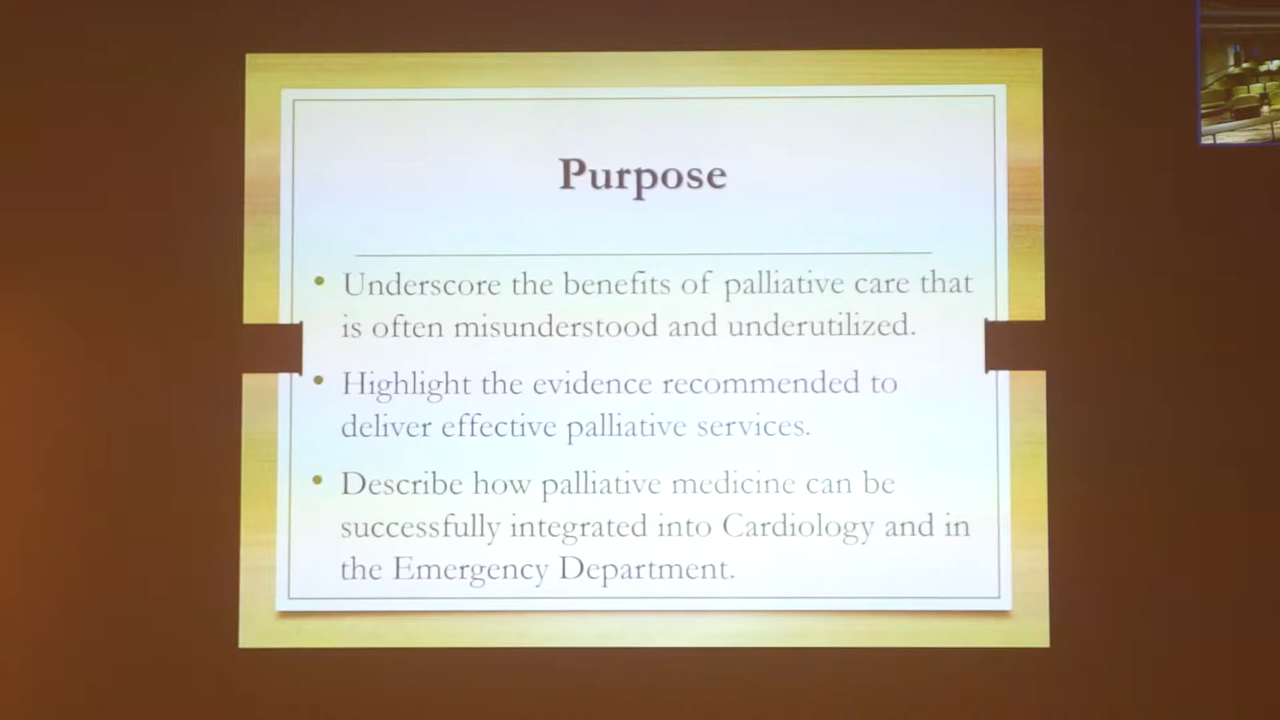 Purpose
• Underscore the benefits of palliative care that
is often misunderstood and underutilized.
• Highlight the evidence recommended to
deliver effective palliative services.
• Describe how palliative medicine can be
successfully integrated into Cardiology and in
the Emergency Department.